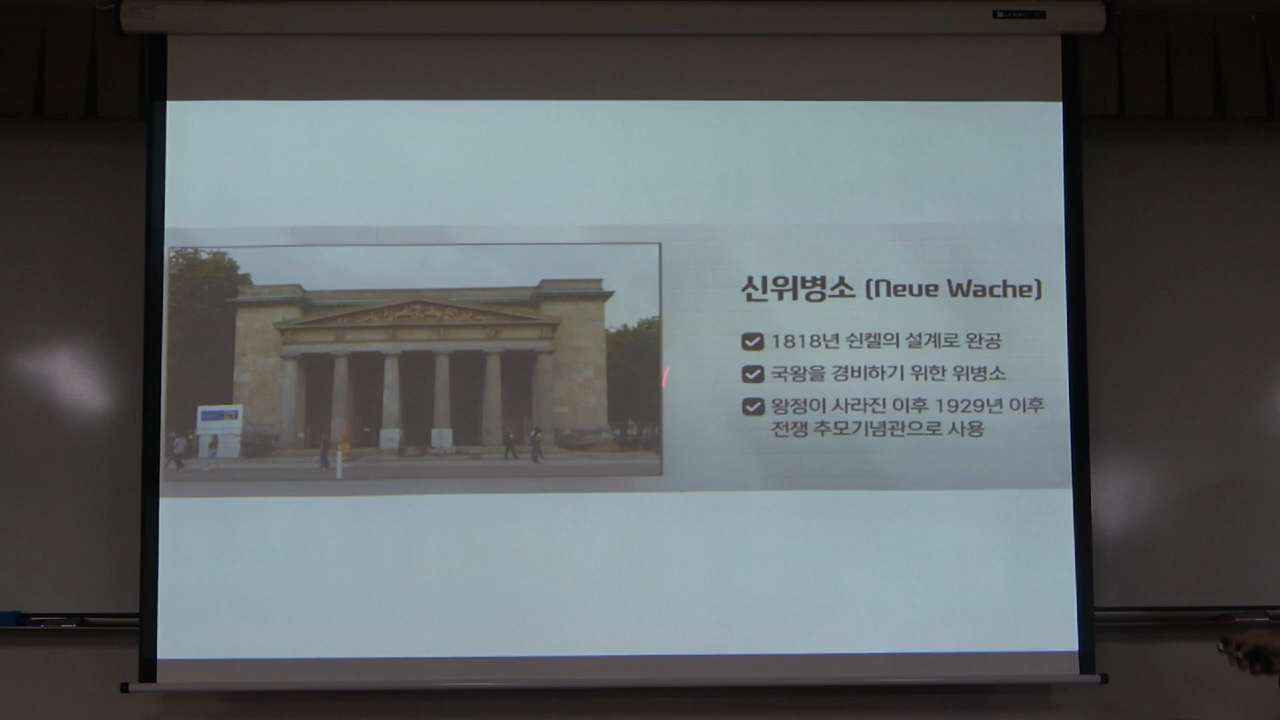 신위병소 (Neue Wache)
1818년 쉰켈의 설계로 완공
국왕을 경비하기 위한 위병소
왕정이 사라진 이후 1929년 이후
전쟁 추모기념관으로 사용